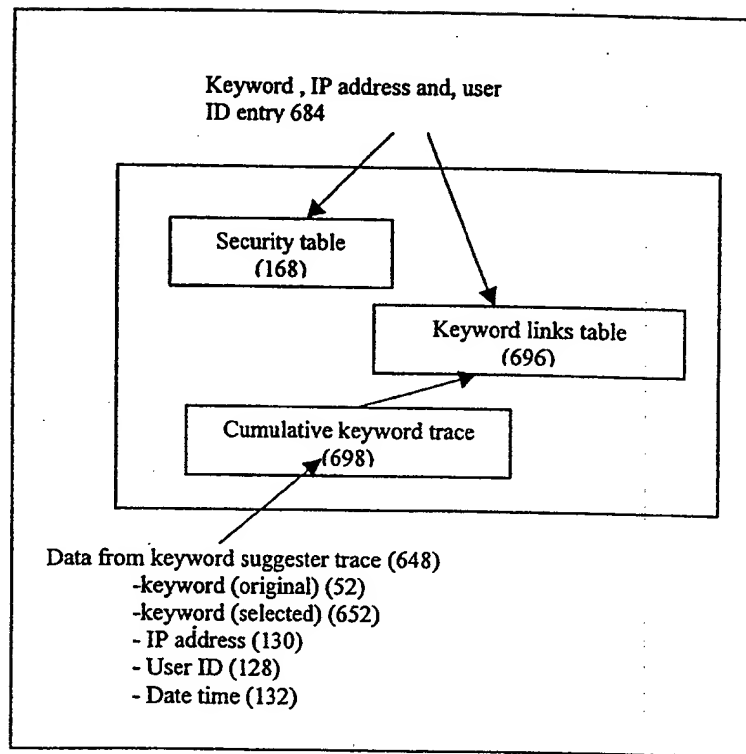 Keyword , IP address and, user
ID entry 684
Security table
(168)
Keyword links table
(696)
Cumulative keyword trace
(698)
Data from keyword suggester trace (648)
-keyword (original) (52)
-keyword (selected) (652)
- IP address (130)
- User ID (128)
- Date time (132)